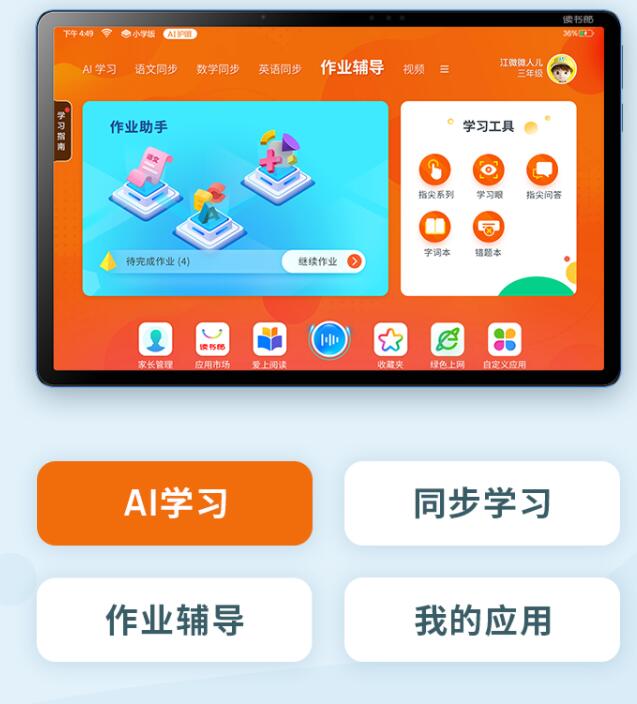 读书郎
下午 4:49 小学版 AI护眼 36%
AI 学习 语文同步 数学同步 英语同步 作业辅导 视频
江微微人儿
三年级
学习指南
作业助手
语文
A
待完成作业 (4)
继续作业
学习工具
指尖系列 学习眼 指尖问答
字词本 错题本
读书郎
家长管理 应用市场 爱上阅读 收藏夹 绿色上网 自定义应用
AI学习 同步学习
作业辅导 我的应用